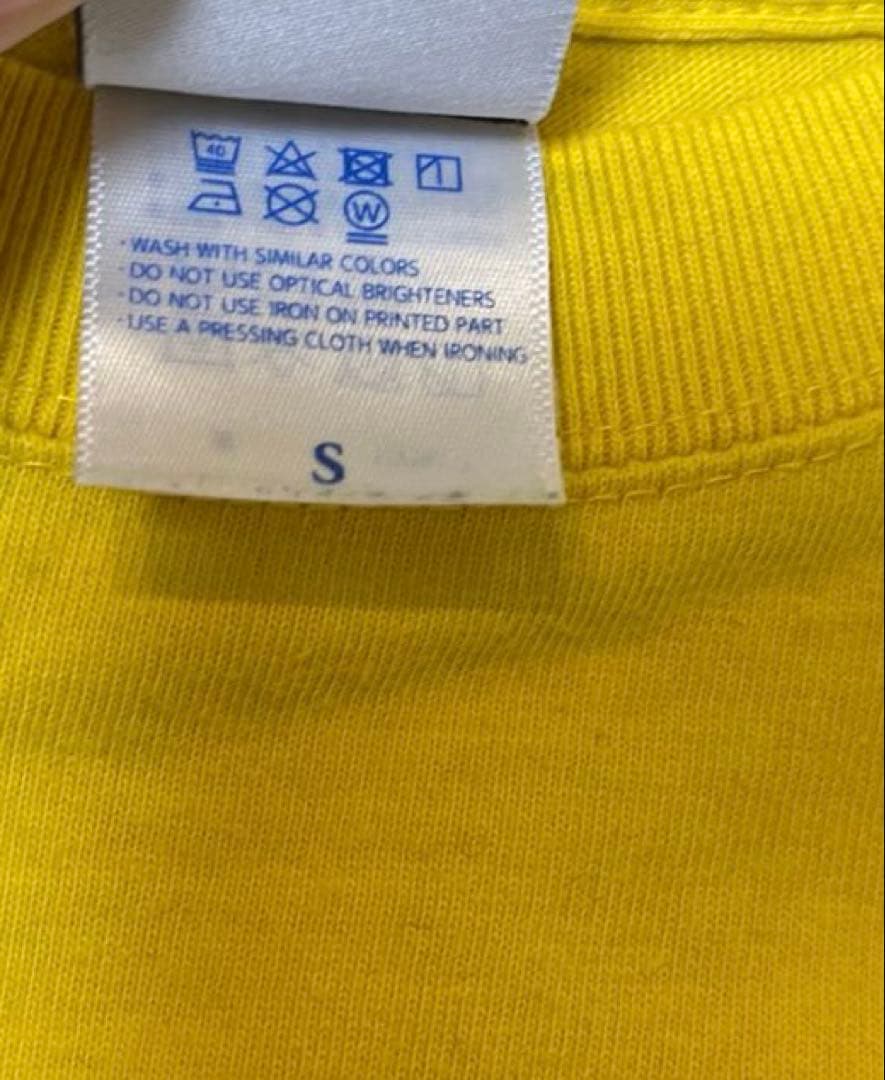 40
W
· WASH WITH SIMILAR COLORS
· DO NOT USE OPTICAL BRIGHTENERS
· DO NOT USE IRON ON PRINTED PART
· USE A PRESSING CLOTH WHEN IRONING
S